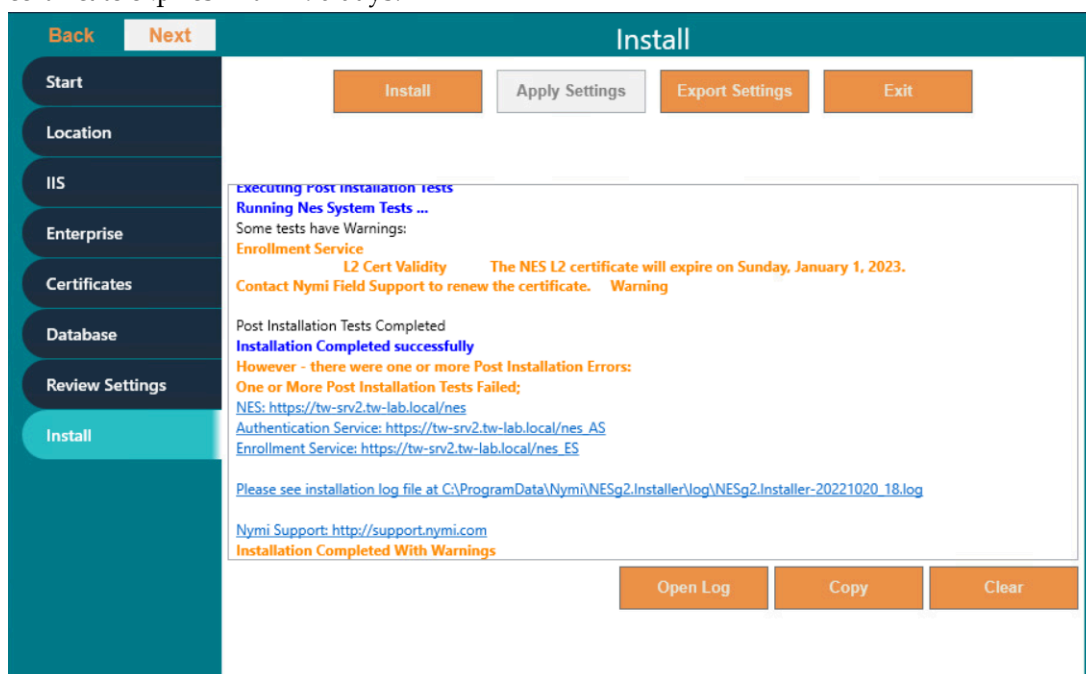 Back Next Install
Start
Location
IIS
Enterprise
Certificates
Database
Review Settings
Install
Install Apply Settings Export Settings Exit
Executing Post Installation Tests
Running Nes System Tests ...
Some tests have Warnings:
Enrollment Service
L2 Cert Validity The NES L2 certificate will expire on Sunday, January 1, 2023.
Contact Nymi Field Support to renew the certificate. Warning
Post Installation Tests Completed
Installation Completed successfully
However - there were one or more Post Installation Errors:
One or More Post Installation Tests Failed;
NES: https://tw-srv2.tw-lab.local/nes
Authentication Service: https://tw-srv2.tw-lab.local/nes_AS
Enrollment Service: https://tw-srv2.tw-lab.local/nes_ES
Please see installation log file at C:\ProgramData\Nymi\NESg2.Installer\log\NESg2.Installer-20221020_18.log
Nymi Support: http://support.nymi.com
Installation Completed With Warnings
Open Log Copy Clear